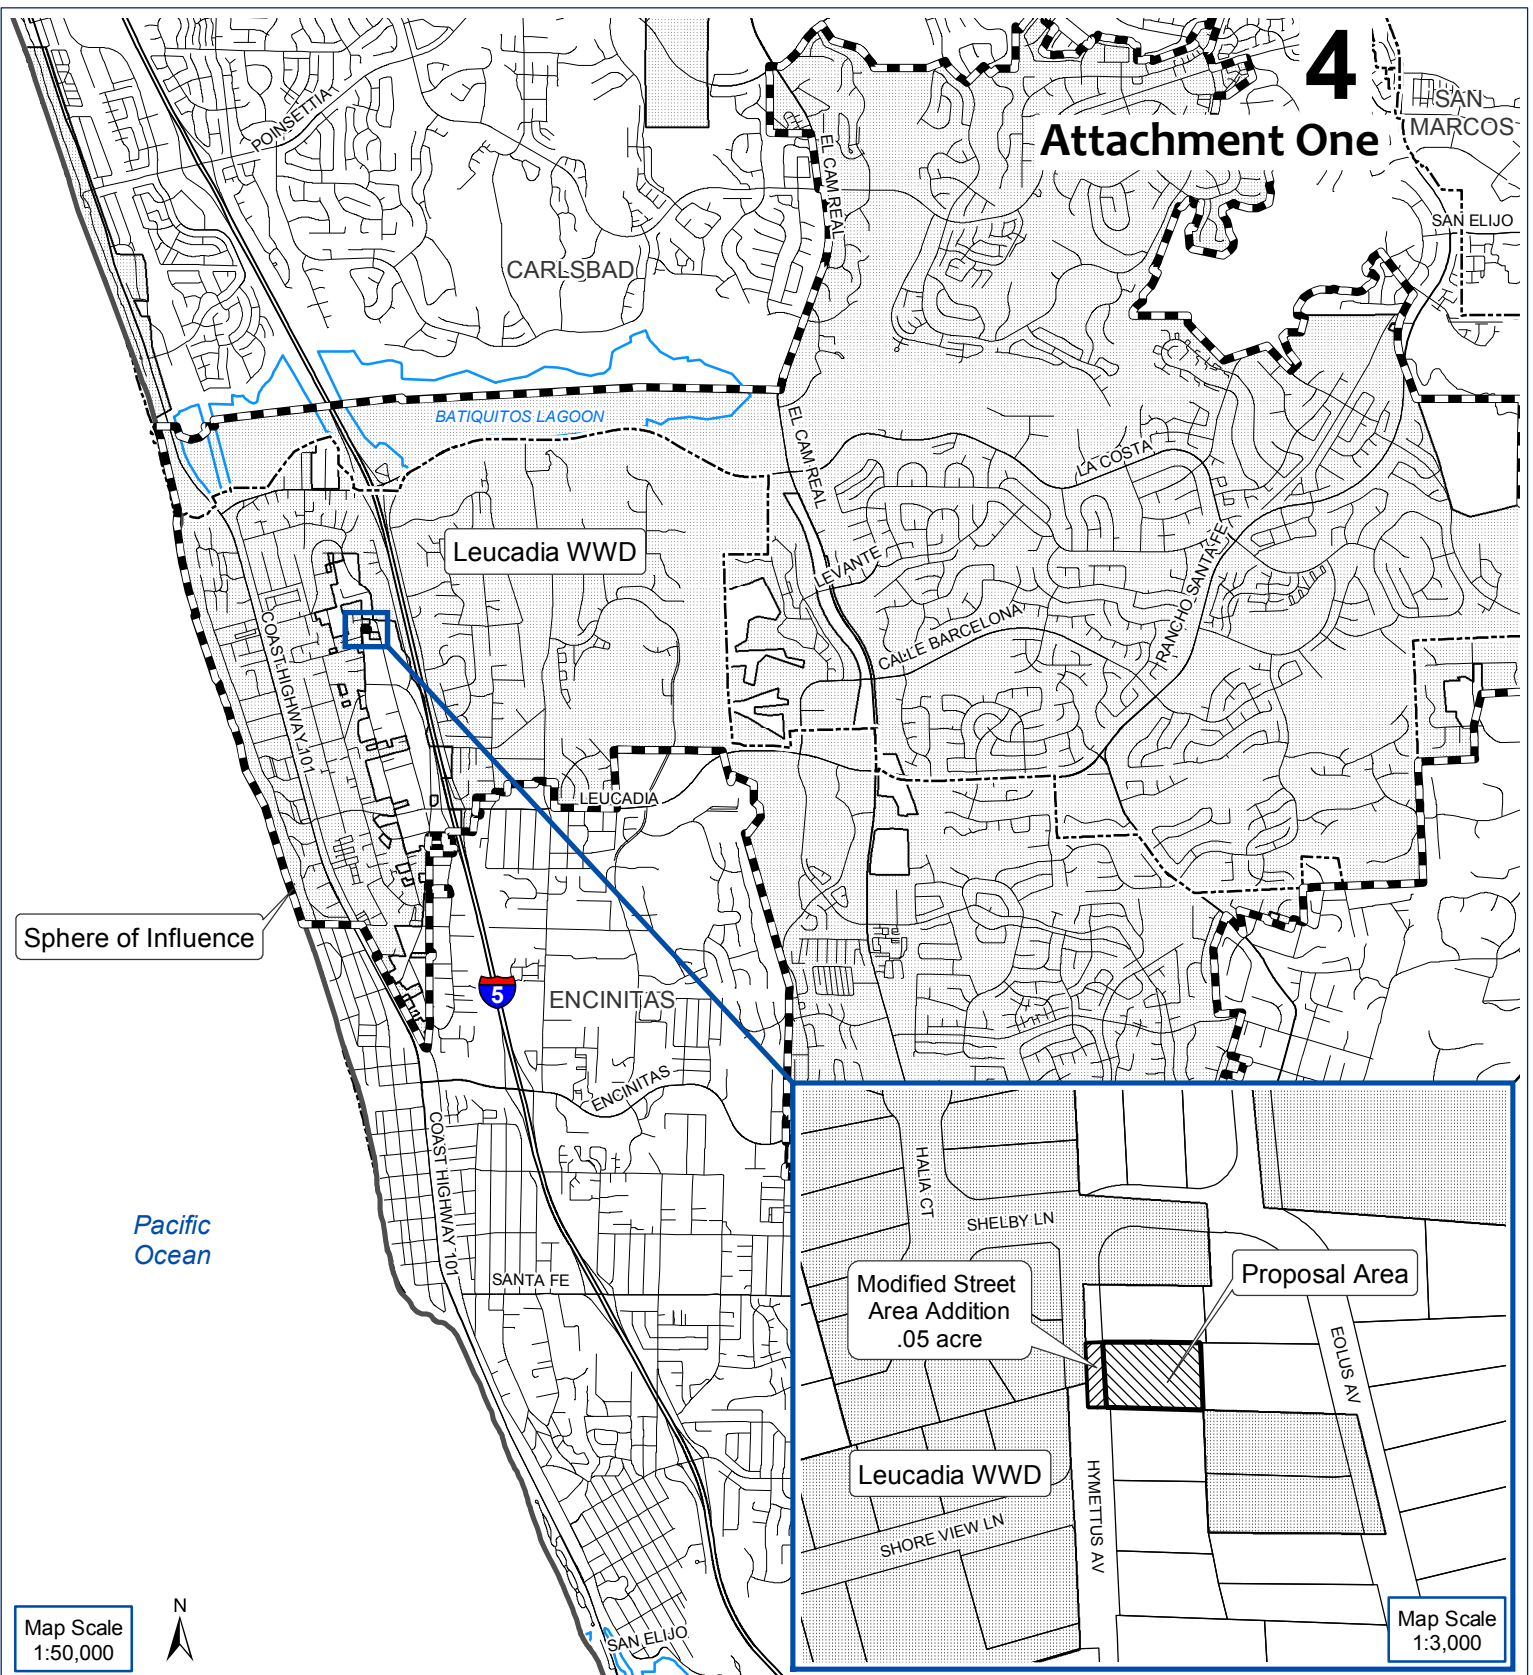 4
Attachment One
SAN
MARCOS
POINSETTIA
EL CAM REAL
SAN ELIJO
CARLSBAD
BATIQUITOS LAGOON
EL CAM REAL
LA COSTA
Leucadia WWD
LEVANTE
RANCHO SANTA FE
CALLE BARCELONA
COAST HIGHWAY 101
LEUCADIA
Sphere of Influence
5
ENCINITAS
ENCINITAS
COAST HIGHWAY 101
Pacific
Ocean
SANTA FE
HALIA CT
SHELBY LN
Modified Street
Area Addition
.05 acre
Proposal Area
EOLUS AV
Leucadia WWD
HYMETTUS AV
SHORE VIEW LN
N
Map Scale
1:50,000
SAN ELIJO
Map Scale
1:3,000